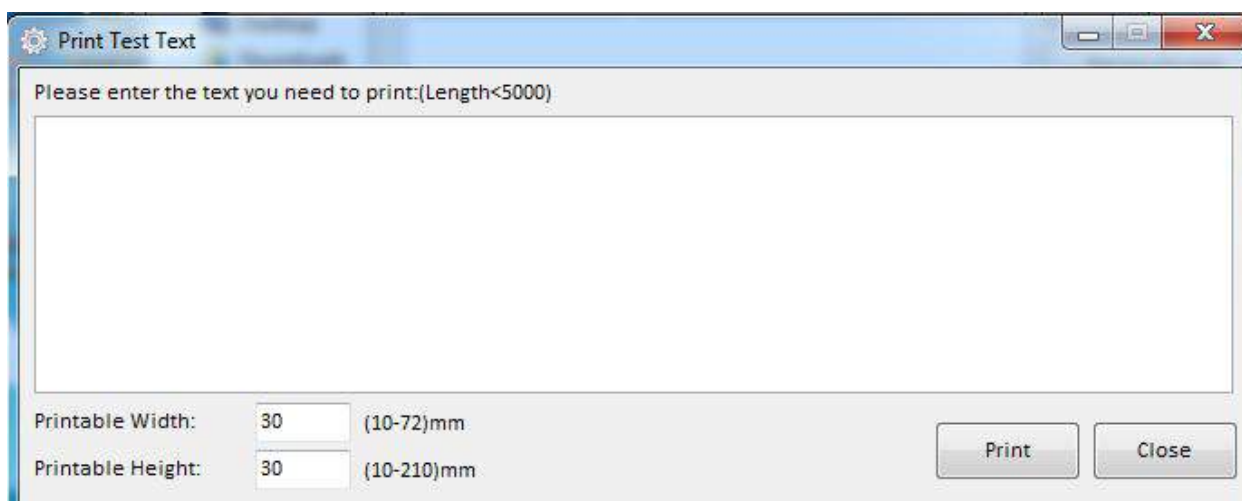 Print Test Text
Please enter the text you need to print:(Length<5000)
Printable Width: 30 (10-72)mm
Printable Height: 30 (10-210)mm
Print Close